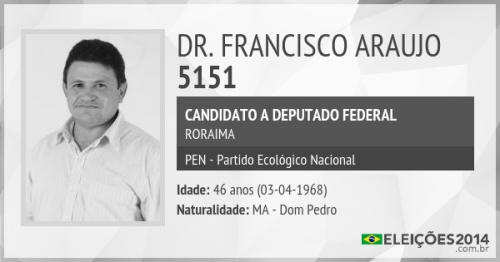 DR. FRANCISCO ARAUJO
5151
CANDIDATO A DEPUTADO FEDERAL
RORAIMA
PEN - Partido Ecológico Nacional
Idade: 46 anos (03-04-1968)
Naturalidade: MA - Dom Pedro
ELEIÇÕES2014
.com.br